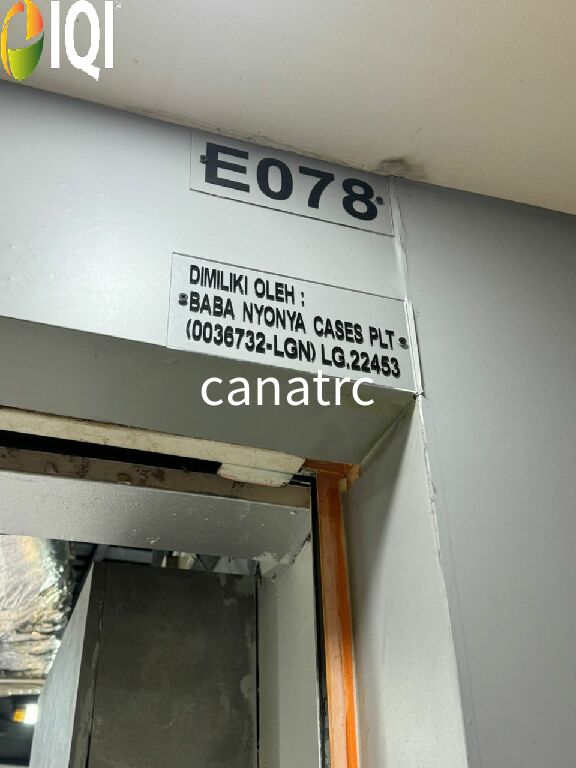 IQI
E078
DIMILIKI OLEH :
BABA NYONYA CASES PLT
(0036732-LGN) LG.22453
canatrc